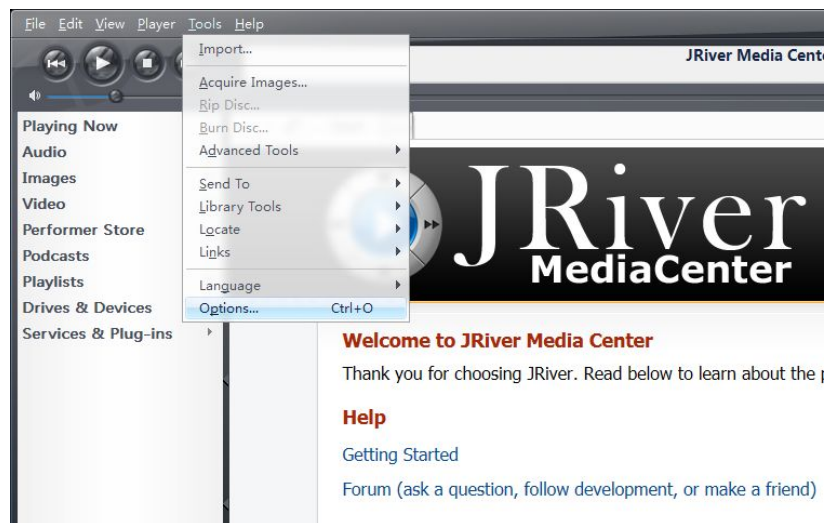 File Edit View Player Tools Help
JRiver Media Cente
Import...
Acquire Images...
Rip Disc...
Burn Disc...
Advanced Tools
Send To
Library Tools
Locate
Links
Language
Options... Ctrl+O
Playing Now
Audio
Images
Video
Performer Store
Podcasts
Playlists
Drives & Devices
Services & Plug-ins
JRiver
MediaCenter
Welcome to JRiver Media Center
Thank you for choosing JRiver. Read below to learn about the p
Help
Getting Started
Forum (ask a question, follow development, or make a friend)